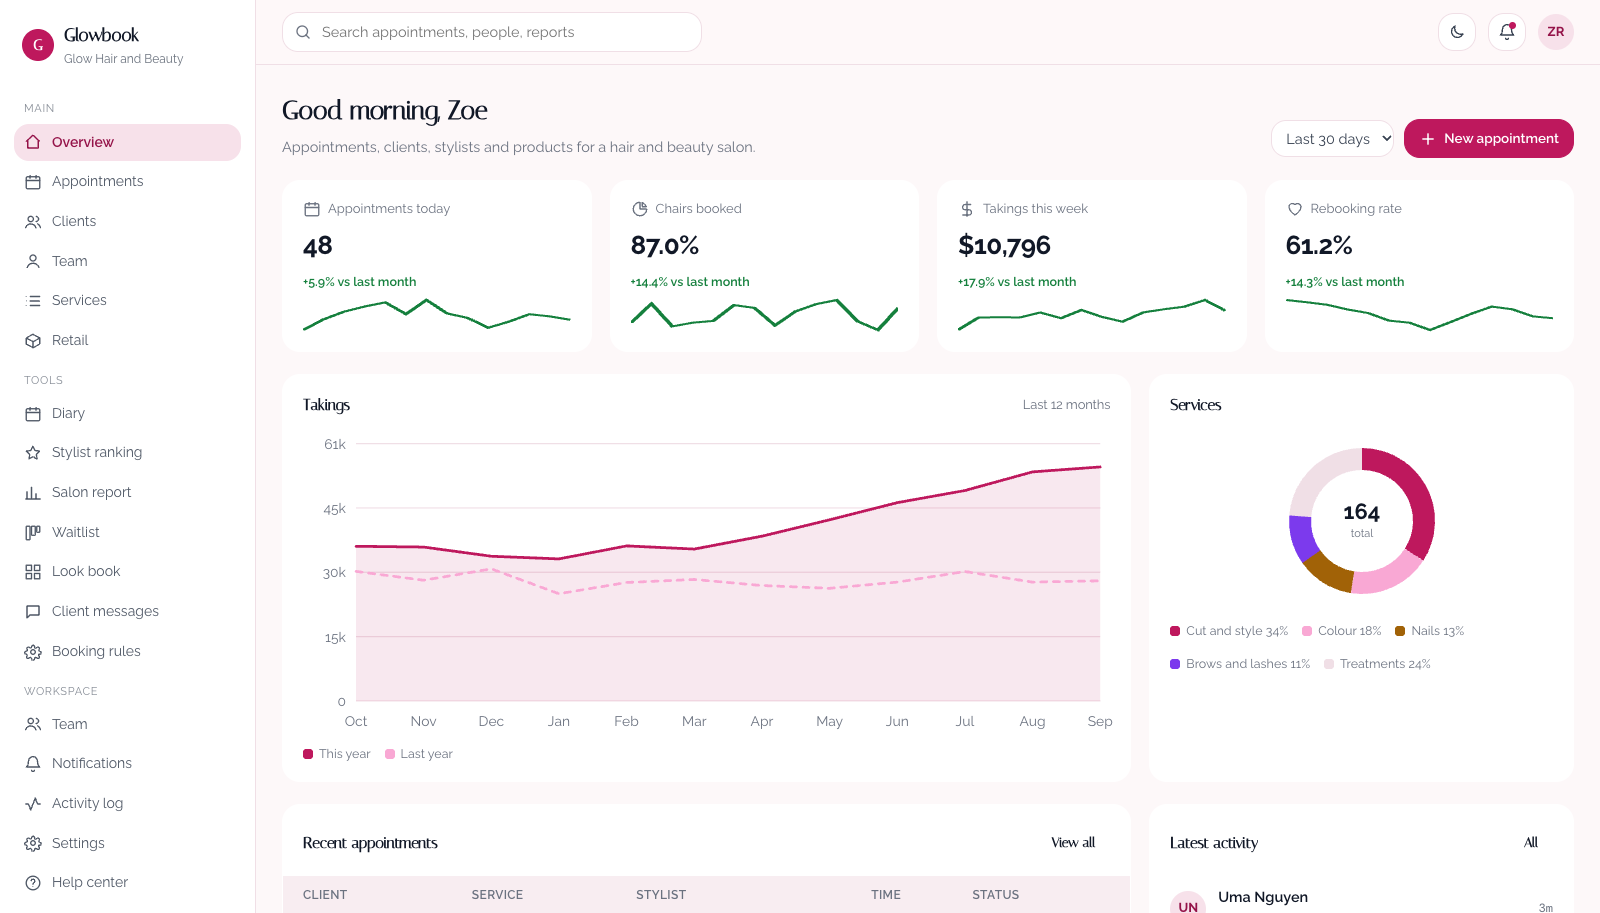 G
Glowbook
Glow Hair and Beauty
MAIN
Overview
Appointments
Clients
Team
Services
Retail
TOOLS
Diary
Stylist ranking
Salon report
Waitlist
Look book
Client messages
Booking rules
WORKSPACE
Team
Notifications
Activity log
Settings
Help center
Search appointments, people, reports
ZR
Good morning, Zoe
Appointments, clients, stylists and products for a hair and beauty salon.
Last 30 days
New appointment
Appointments today
48
+5.9% vs last month
Chairs booked
87.0%
+14.4% vs last month
Takings this week
$10,796
+17.9% vs last month
Rebooking rate
61.2%
+14.3% vs last month
Takings
Last 12 months
61k
45k
30k
15k
0
Oct Nov Dec Jan Feb Mar Apr May Jun Jul Aug Sep
This year Last year
Services
164
total
Cut and style 34% Colour 18% Nails 13%
Brows and lashes 11% Treatments 24%
Recent appointments
View all
CLIENT SERVICE STYLIST TIME STATUS
Latest activity
All
UN
Uma Nguyen
3m